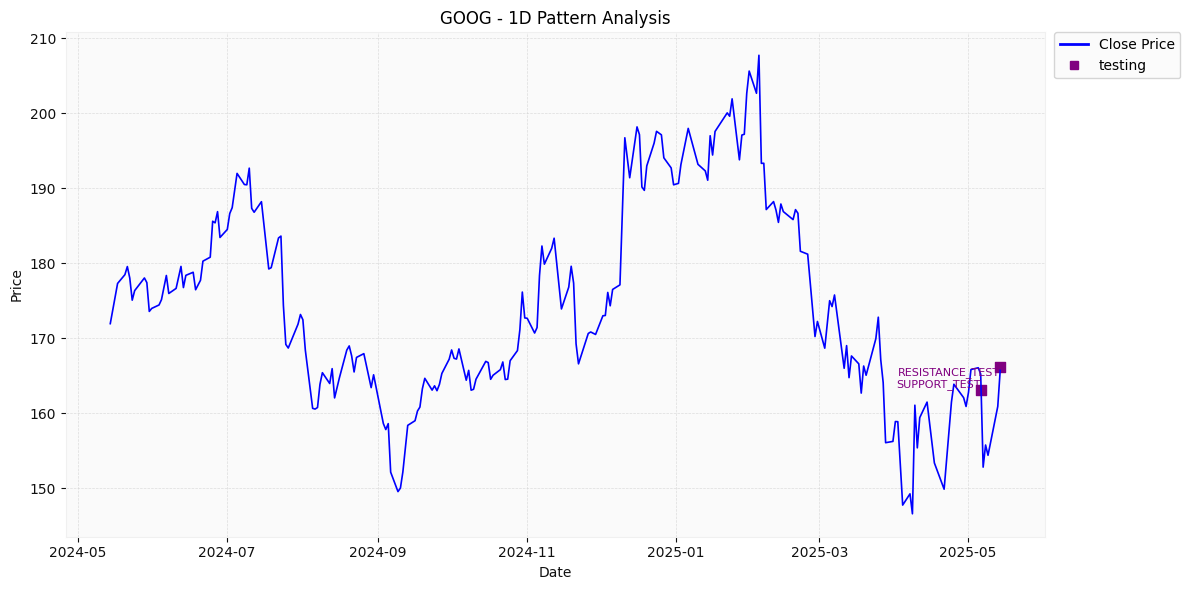 GOOG - 1D Pattern Analysis
Close Price
testing
Price
210
200
190
180
170
160
150
RESISTANCE_TEST
SUPPORT_TEST
2024-05
2024-07
2024-09
2024-11
2025-01
2025-03
2025-05
Date